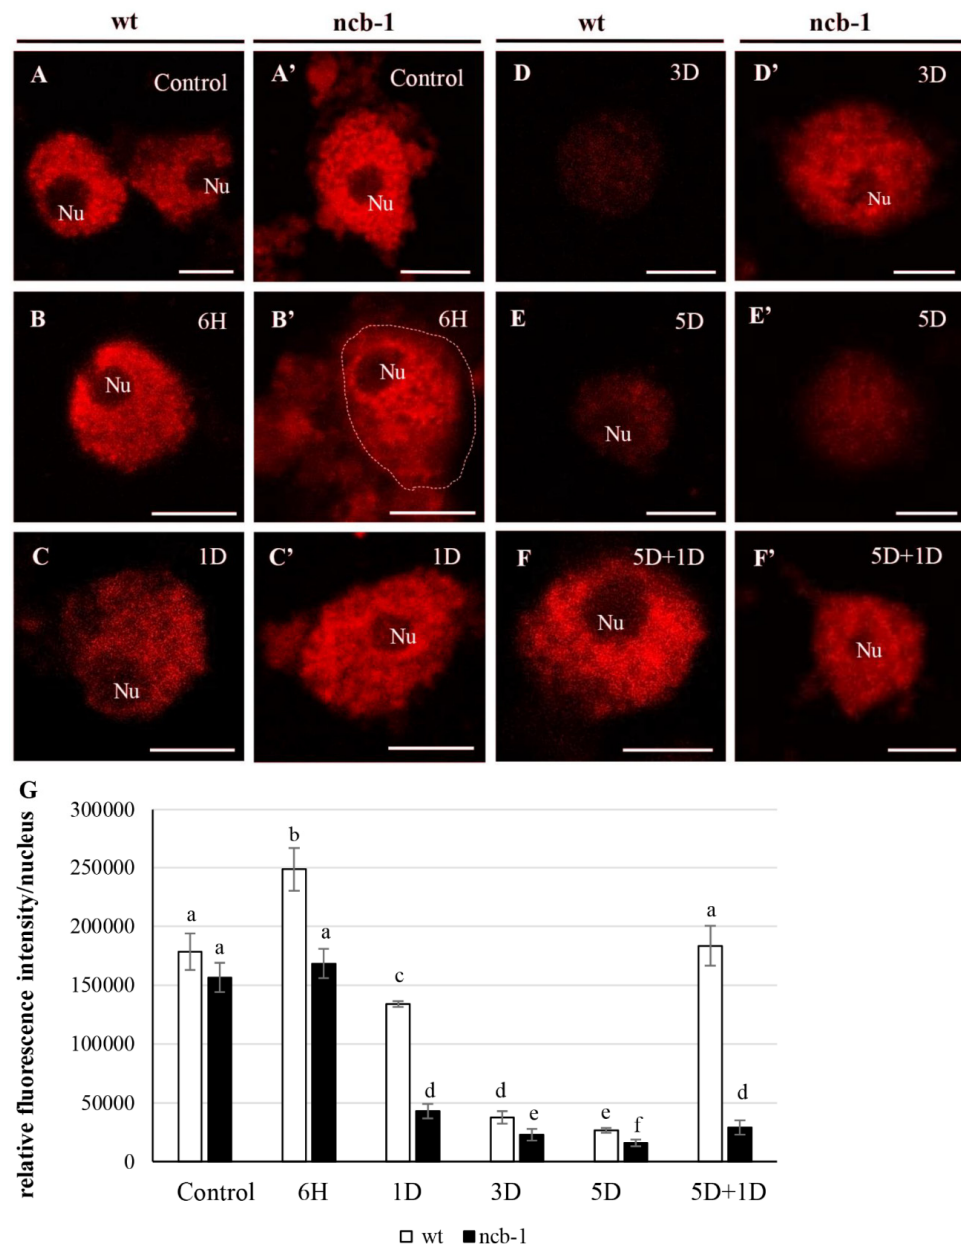 wt ncb-1 wt ncb-1
A Control A’ Control D 3D D’ 3D
Nu Nu Nu Nu
B 6H B’ 6H E 5D E’ 5D
Nu Nu Nu
C 1D C’ 1D F 5D+1D F’ 5D+1D
Nu Nu Nu Nu
G
relative fluorescence intensity/nucleus
300000
250000
200000
150000
100000
50000
0
a a b a c d d e e f a d
Control 6H 1D 3D 5D 5D+1D
wt ncb-1